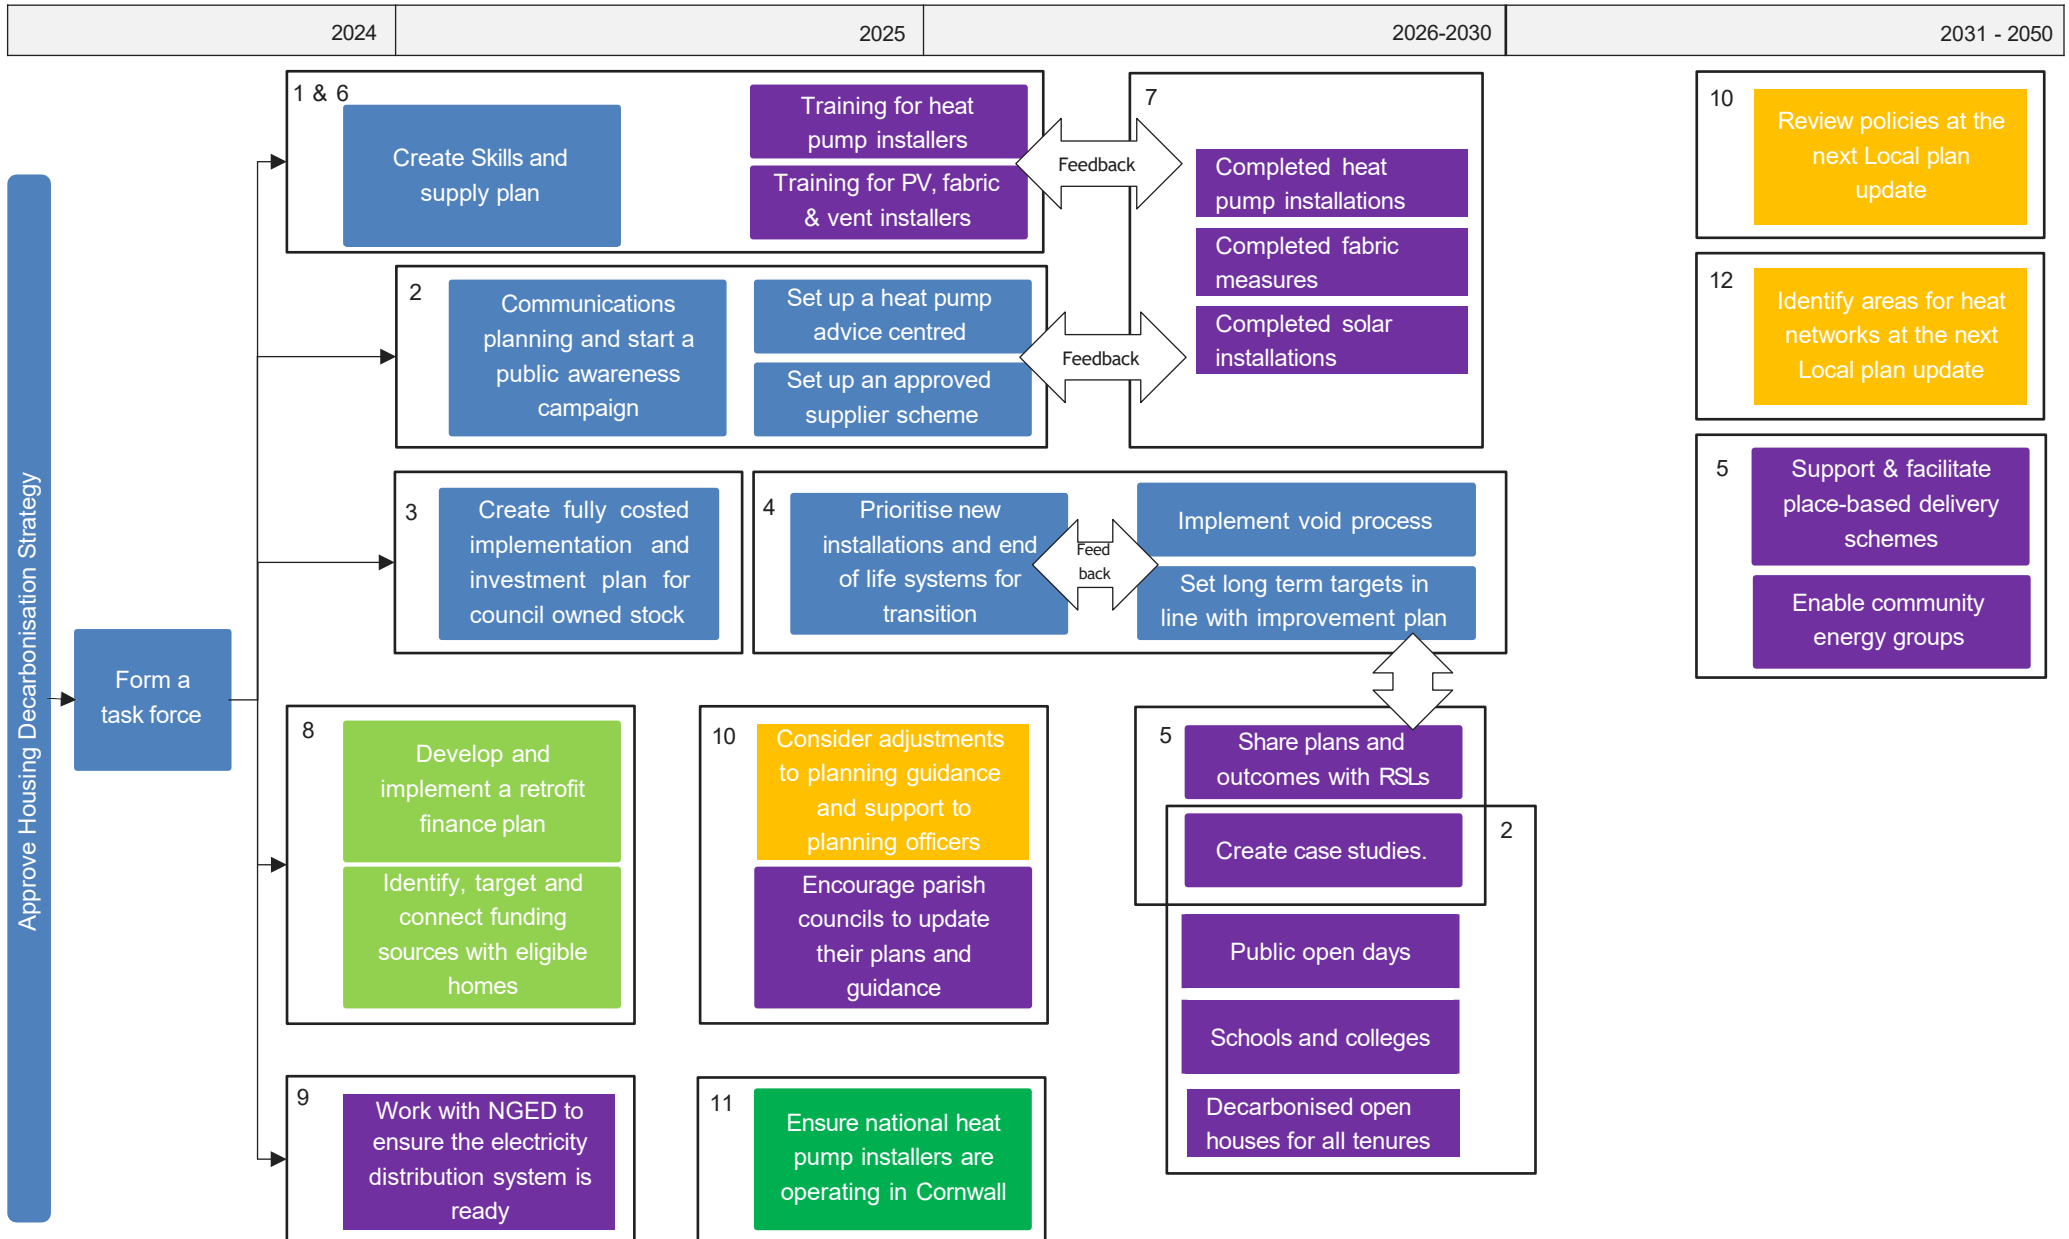 2024
2025
2026-2030
2031 - 2050
Approve Housing Decarbonisation Strategy
Form a
task force
1 & 6
Create Skills and
supply plan
Training for heat
pump installers
Training for PV, fabric
& vent installers
Feedback
7
Completed heat
pump installations
Completed fabric
measures
Completed solar
installations
2
Communications
planning and start a
public awareness
campaign
Set up a heat pump
advice centred
Set up an approved
supplier scheme
Feedback
3
Create fully costed
implementation and
investment plan for
council owned stock
4
Prioritise new
installations and end
of life systems for
transition
Feed
back
Implement void process
Set long term targets in
line with improvement plan
8
Develop and
implement a retrofit
finance plan
Identify, target and
connect funding
sources with eligible
homes
10
Consider adjustments
to planning guidance
and support to
planning officers
Encourage parish
councils to update
their plans and
guidance
5
Share plans and
outcomes with RSLs
2
Create case studies.
Public open days
Schools and colleges
Decarbonised open
houses for all tenures
9
Work with NGED to
ensure the electricity
distribution system is
ready
11
Ensure national heat
pump installers are
operating in Cornwall
10
Review policies at the
next Local plan
update
12
Identify areas for heat
networks at the next
Local plan update
5
Support & facilitate
place-based delivery
schemes
Enable community
energy groups